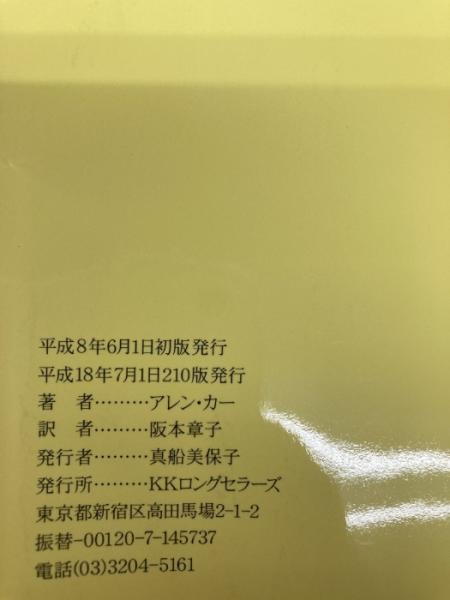 平成8年6月1日初版発行
平成18年7月1日210版発行
著　者………アレン・カー
訳　者………阪本章子
発行者………真船美保子
発行所………KKロングセラーズ
東京都新宿区高田馬場2-1-2
振替-00120-7-145737
電話(03)3204-5161